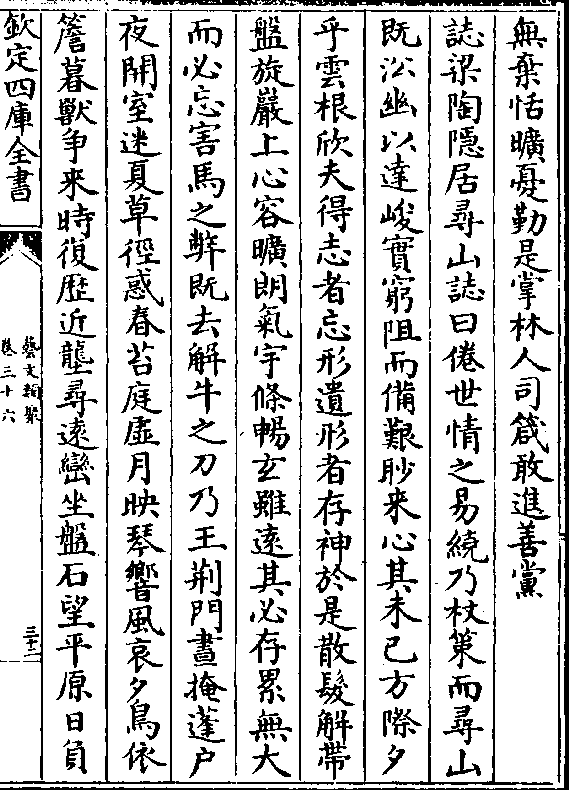 無棄恬曠憂勤是掌林人司箴敢進善黨
誌梁陶隱居尋山誌曰倦世情之易繞乃杖策而尋山
既沿幽以達峻實窮阻而備艱眇来心其未已方際夕
乎雲根欣夫得志者忘形遺形者存神於是散髮解帶
盤旋巖上心容曠朗氣宇條暢玄雖遠其必存累無大
而必忘害馬之弊既去解牛之刀乃王荆門晝掩蓬户
夜開室迷夏草徑惑春苔庭虚月映琴響風哀夕鳥依
簷暮獸争来時復歴近壟尋遠巒坐盤石望平原日負
欽定四庫全書
藝文類聚
卷三十六
三十二